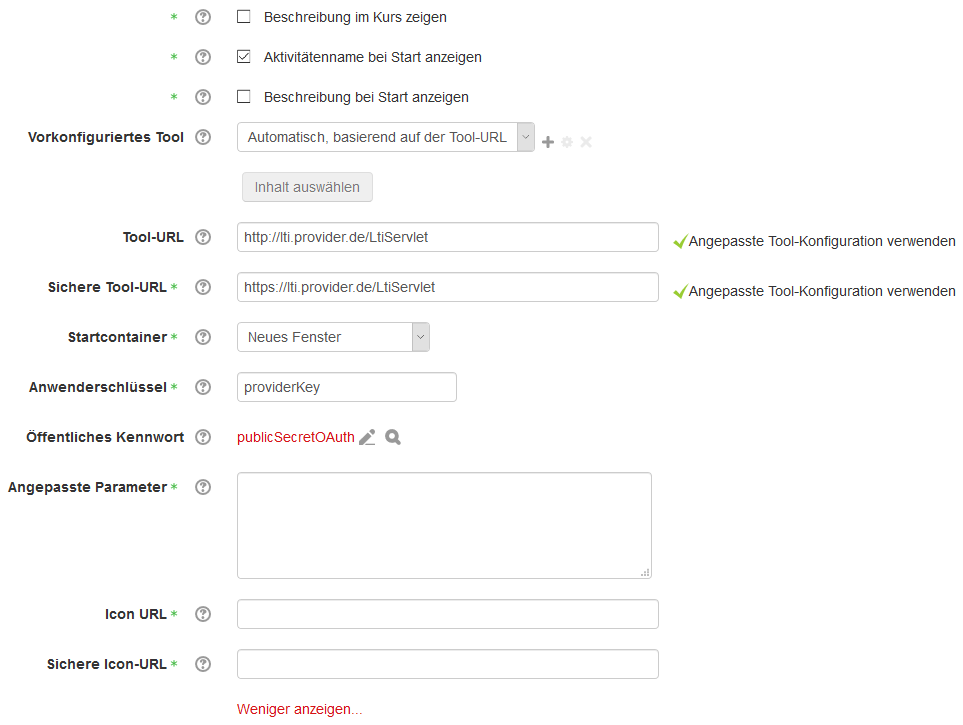 * Beschreibung im Kurs zeigen
* Aktivitätenname bei Start anzeigen
* Beschreibung bei Start anzeigen
Vorkonfiguriertes Tool Automatisch, basierend auf der Tool-URL
Inhalt auswählen
Tool-URL http://lti.provider.de/LtiServlet Angepasste Tool-Konfiguration verwenden
Sichere Tool-URL * https://lti.provider.de/LtiServlet Angepasste Tool-Konfiguration verwenden
Startcontainer * Neues Fenster
Anwenderschlüssel * providerKey
Öffentliches Kennwort publicSecretOAuth
Angepasste Parameter *
Icon URL *
Sichere Icon-URL *
Weniger anzeigen...